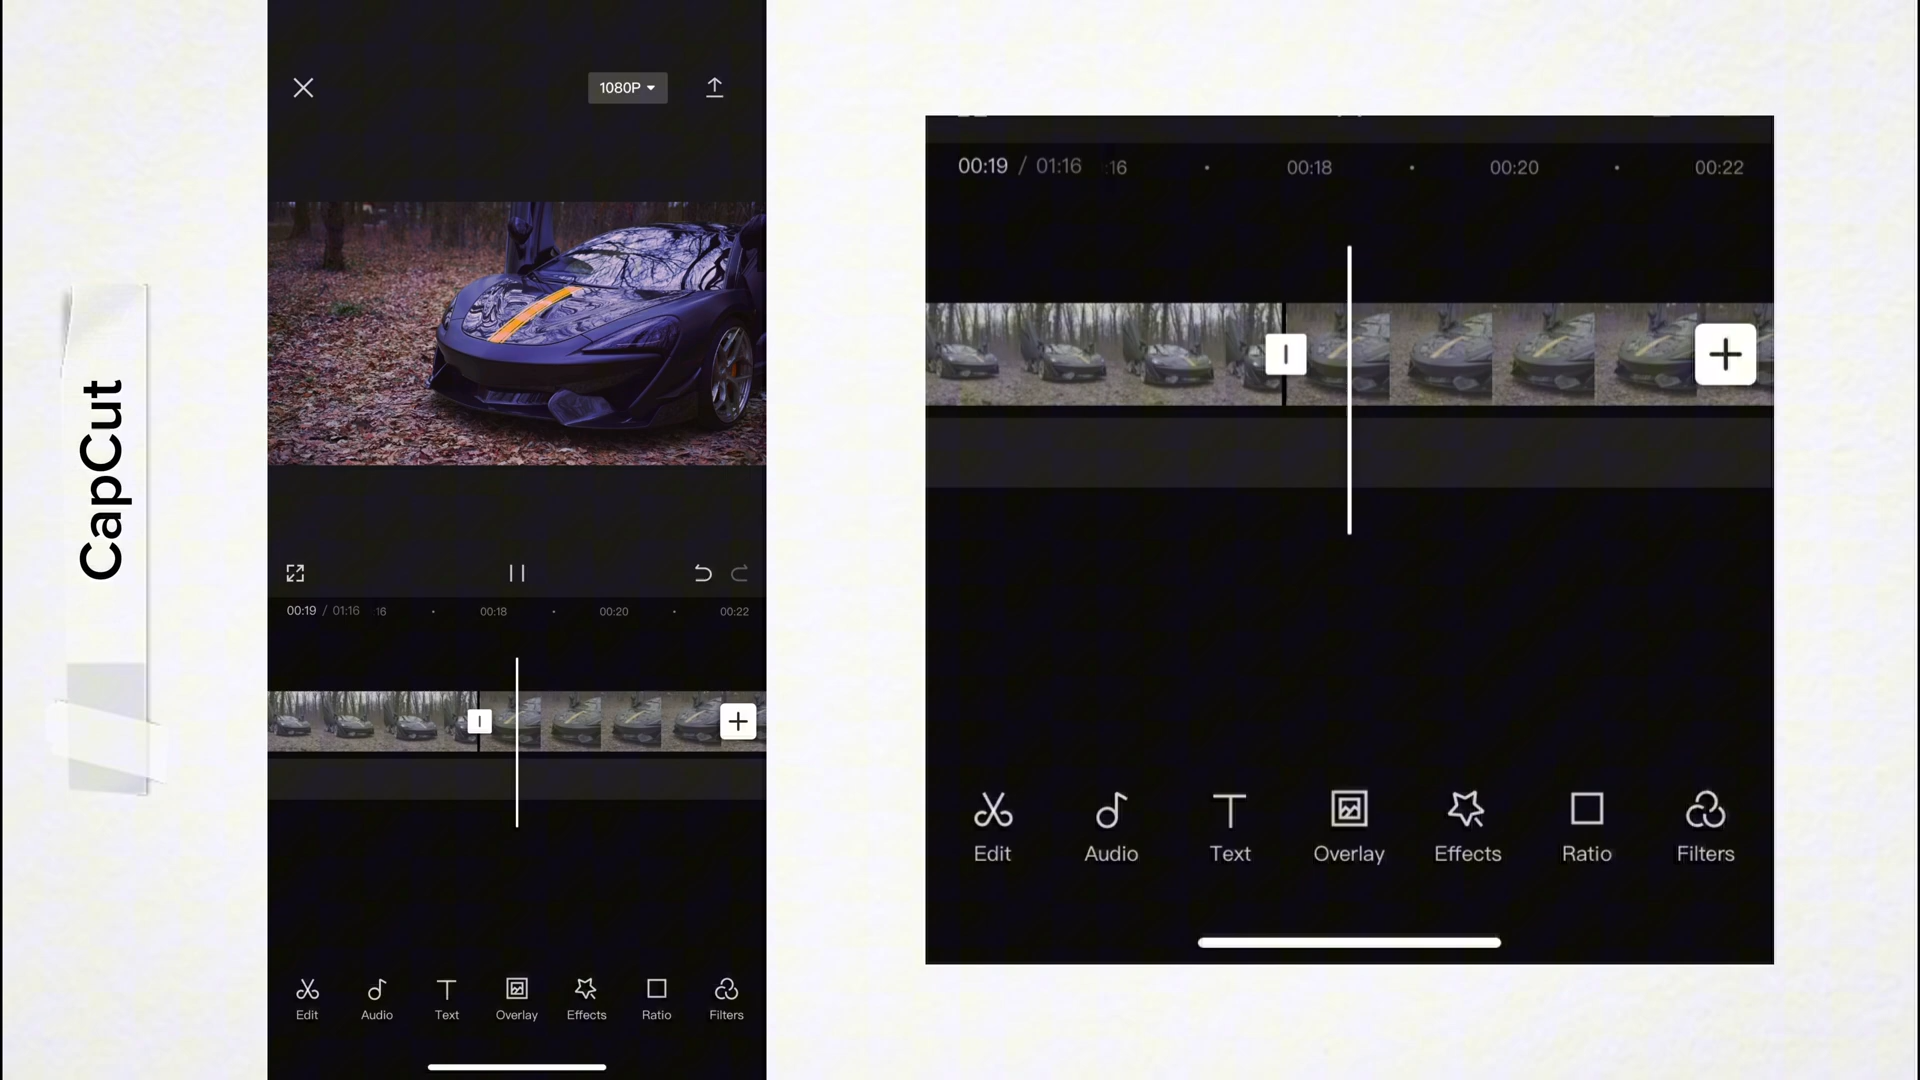 CapCut
1080P
00:19 / 01:16 :16 00:18 00:20 00:22
Edit Audio Text Overlay Effects Ratio Filters
00:19 / 01:16 :16 00:18 00:20 00:22
Edit Audio Text Overlay Effects Ratio Filters